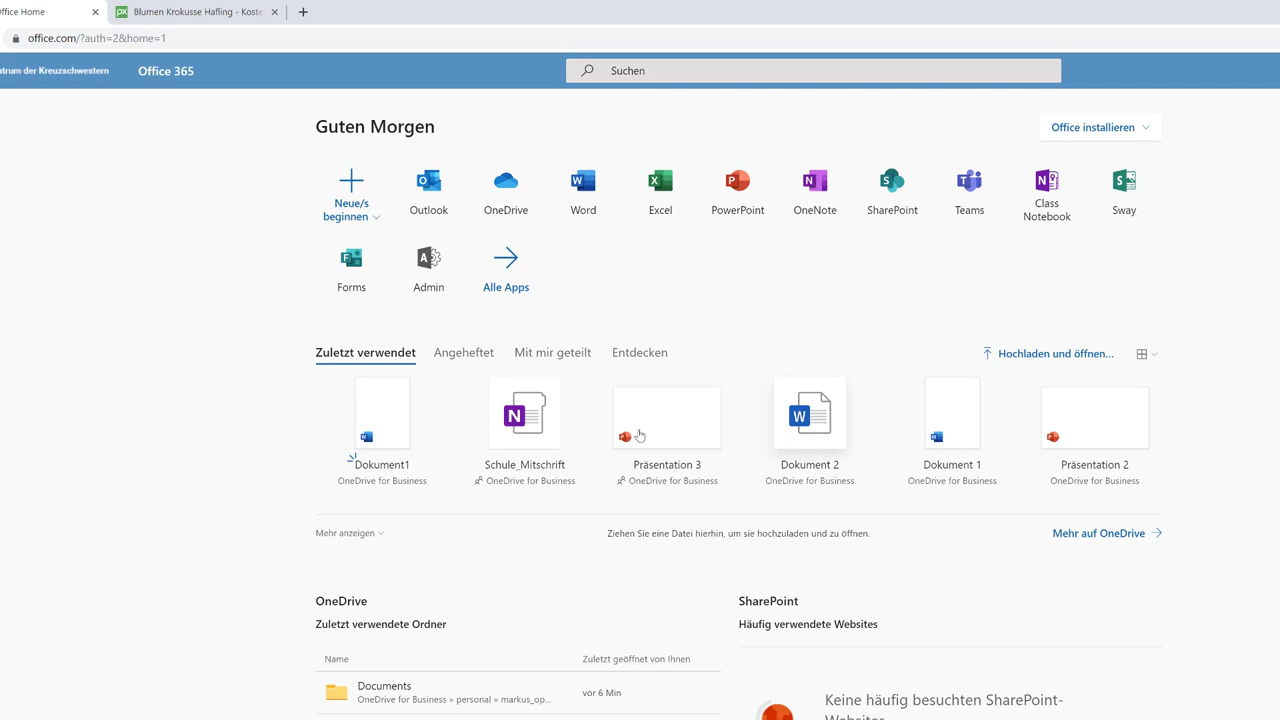 ffice Home
Blumen Krokusse Hafling - Koste
office.com/?auth=2&home=1
ntrum der Kreuzschwestern
Office 365
Suchen
Guten Morgen
Office installieren
Neue/s
beginnen
Outlook
OneDrive
Word
Excel
PowerPoint
OneNote
SharePoint
Teams
Class
Notebook
Sway
Forms
Admin
Alle Apps
Zuletzt verwendet
Angeheftet
Mit mir geteilt
Entdecken
Hochladen und öffnen...
Dokument1
OneDrive for Business
Schule_Mitschrift
OneDrive for Business
Präsentation 3
OneDrive for Business
Dokument 2
OneDrive for Business
Dokument 1
OneDrive for Business
Präsentation 2
OneDrive for Business
Mehr anzeigen
Ziehen Sie eine Datei hierhin, um sie hochzuladen und zu öffnen.
Mehr auf OneDrive
OneDrive
Zuletzt verwendete Ordner
Name
Zuletzt geöffnet von Ihnen
Documents
OneDrive for Business » personal » markus_op...
vor 6 Min
SharePoint
Häufig verwendete Websites
Keine häufig besuchten SharePoint-
Websites